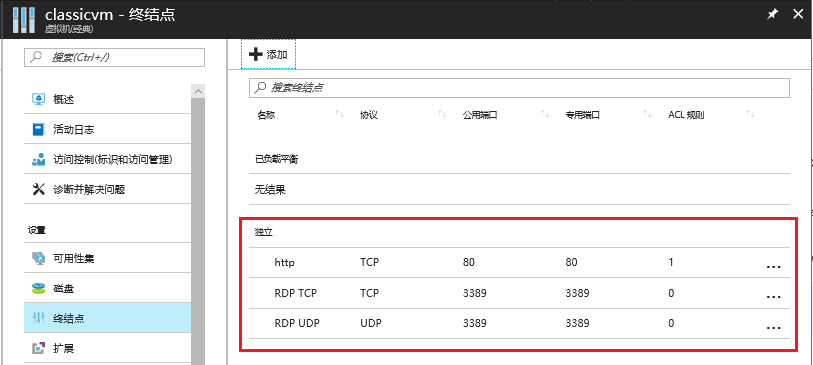 classicvm - 终结点
虚拟机(经典)
搜索(Ctrl+/)
概述
活动日志
访问控制(标识和访问管理)
诊断并解决问题
设置
可用性集
磁盘
终结点
扩展
添加
搜索终结点
名称 协议 公用端口 专用端口 ACL 规则
已负载平衡
无结果
独立
http TCP 80 80 1 ...
RDP TCP TCP 3389 3389 0 ...
RDP UDP UDP 3389 3389 0 ...